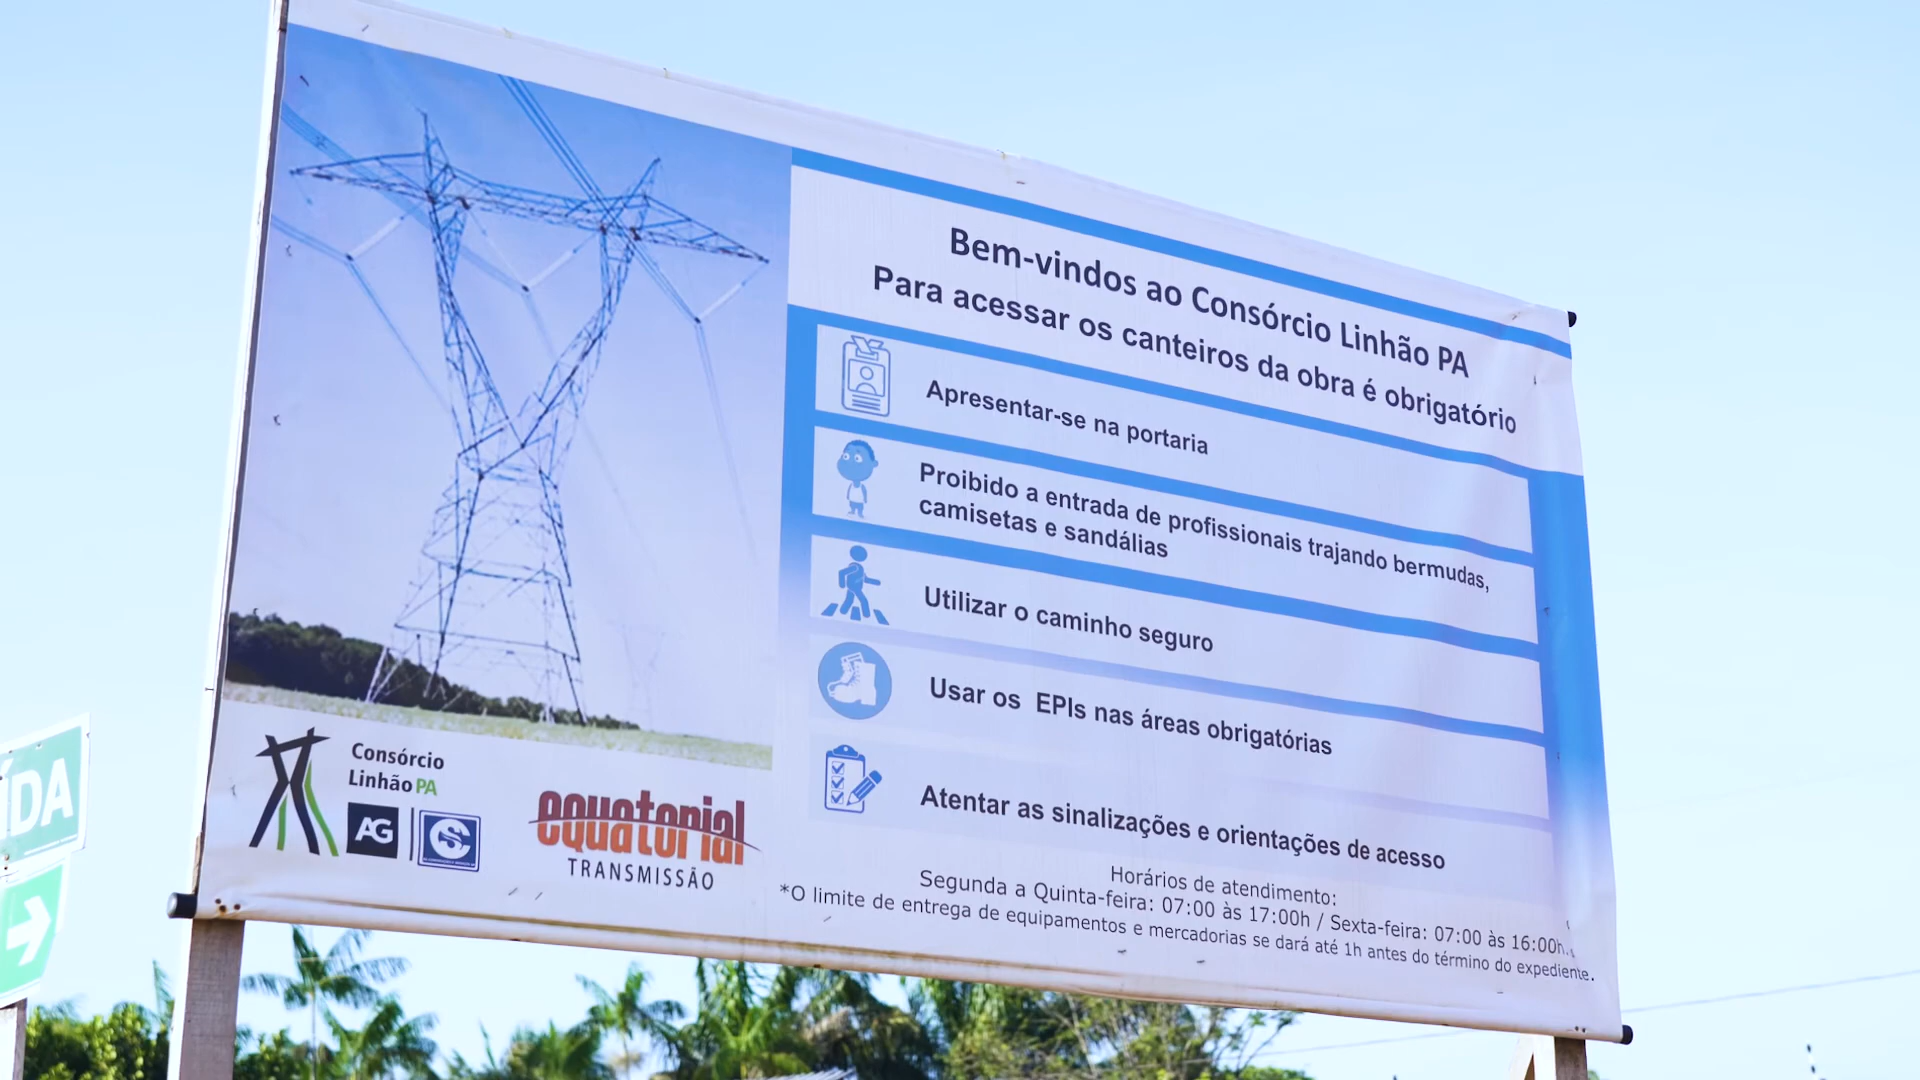 Bem-vindos ao Consórcio Linhão PA
Para acessar os canteiros da obra é obrigatório
Apresentar-se na portaria
Proibido a entrada de profissionais trajando bermudas,
camisetas e sandálias
Utilizar o caminho seguro
Usar os EPIs nas áreas obrigatórias
Atentar as sinalizações e orientações de acesso
Horários de atendimento:
Segunda a Quinta-feira: 07:00 às 17:00h / Sexta-feira: 07:00 às 16:00h.
*O limite de entrega de equipamentos e mercadorias se dará até 1h antes do término do expediente.
Consórcio
Linhão PA
AG
equatorial
TRANSMISSÃO
ÍDA